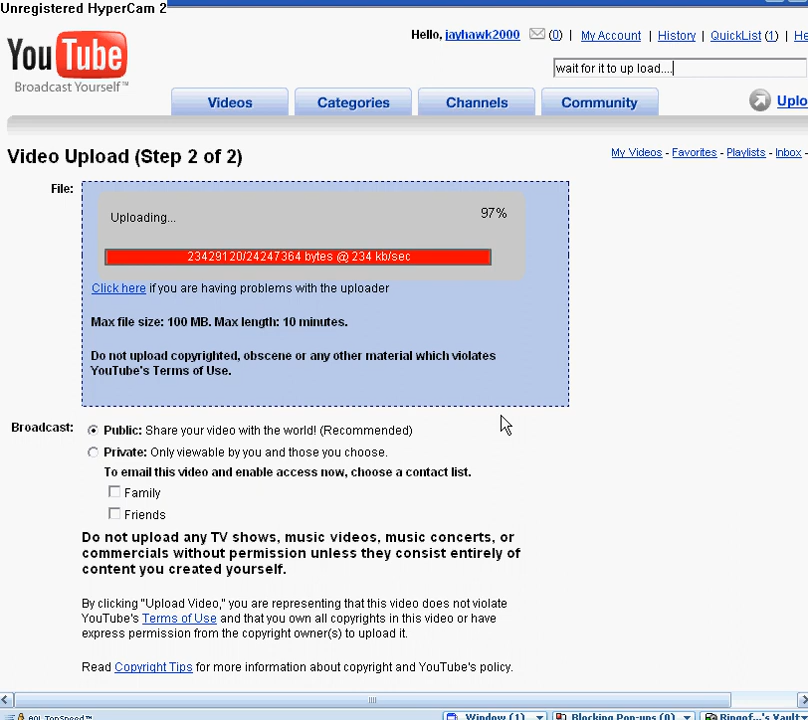 Unregistered HyperCam 2
Hello, jayhawk2000 (0) | My Account | History | QuickList (1) | He
YouTube
Broadcast Yourself™
wait for it to up load....
Videos Categories Channels Community Uplo
Video Upload (Step 2 of 2)
My Videos - Favorites - Playlists - Inbox -
File:
Uploading... 97%
23429120/24247364 bytes @ 234 kb/sec
Click here if you are having problems with the uploader
Max file size: 100 MB. Max length: 10 minutes.
Do not upload copyrighted, obscene or any other material which violates
YouTube's Terms of Use.
Broadcast: Public: Share your video with the world! (Recommended)
Private: Only viewable by you and those you choose.
To email this video and enable access now, choose a contact list.
Family
Friends
Do not upload any TV shows, music videos, music concerts, or
commercials without permission unless they consist entirely of
content you created yourself.
By clicking "Upload Video," you are representing that this video does not violate
YouTube's Terms of Use and that you own all copyrights in this video or have
express permission from the copyright owner(s) to upload it.
Read Copyright Tips for more information about copyright and YouTube's policy.
AOL TopSpeed™ Window (1) Blocking Pop-ups (0) Ringof...'s Vault